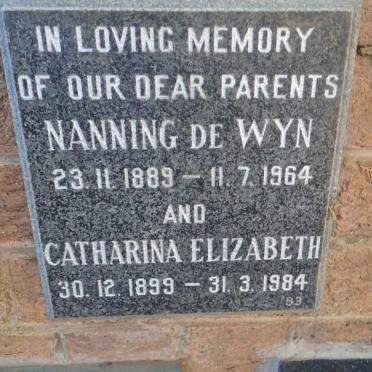 IN LOVING MEMORY
OF OUR DEAR PARENTS
NANNING DE WYN
23. 11. 1889 — 11. 7. 1964
AND
CATHARINA ELIZABETH
30. 12. 1899 — 31. 3. 1984
93